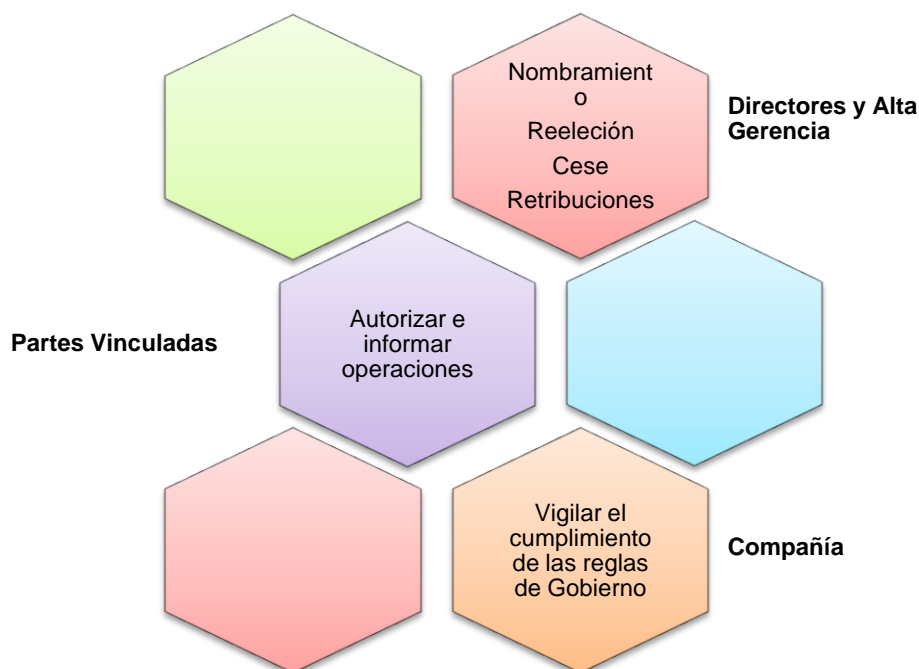 Nombramient
o
Reeleción
Cese
Retribuciones
Directores y Alta
Gerencia
Partes Vinculadas
Autorizar e
informar
operaciones
Vigilar el
cumplimiento
de las reglas
de Gobierno
Compañía